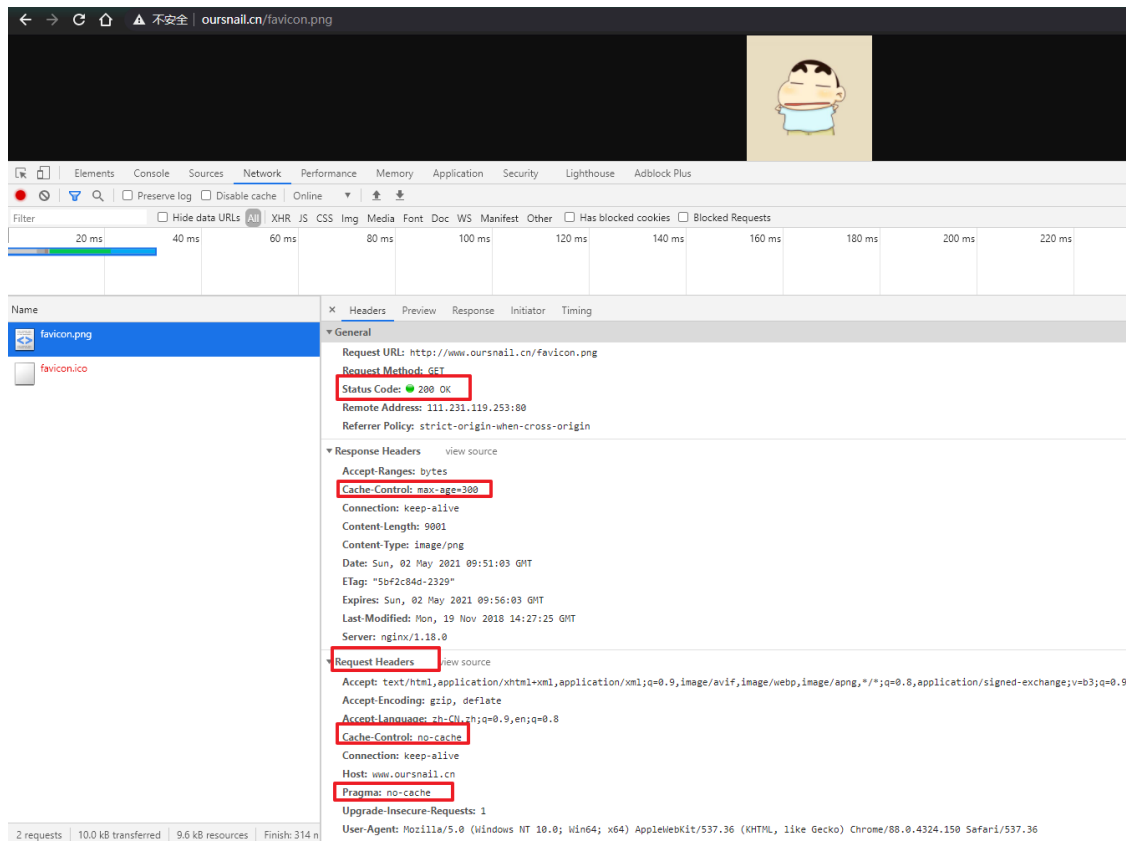 不安全 oursnail.cn/favicon.png
Elements Console Sources Network Performance Memory Application Security Lighthouse Adblock Plus
Preserve log Disable cache Online
Filter Hide data URLs All XHR JS CSS Img Media Font Doc WS Manifest Other Has blocked cookies Blocked Requests
20 ms 40 ms 60 ms 80 ms 100 ms 120 ms 140 ms 160 ms 180 ms 200 ms 220 ms
Name
favicon.png
favicon.ico
× Headers Preview Response Initiator Timing
General
Request URL: http://www.oursnail.cn/favicon.png
Request Method: GET
Status Code: 200 OK
Remote Address: 111.231.119.253:80
Referrer Policy: strict-origin-when-cross-origin
Response Headers view source
Accept-Ranges: bytes
Cache-Control: max-age=300
Connection: keep-alive
Content-Length: 9001
Content-Type: image/png
Date: Sun, 02 May 2021 09:51:03 GMT
ETag: "5bf2c84d-2329"
Expires: Sun, 02 May 2021 09:56:03 GMT
Last-Modified: Mon, 19 Nov 2018 14:27:25 GMT
Server: nginx/1.18.0
Request Headers view source
Accept: text/html,application/xhtml+xml,application/xml;q=0.9,image/avif,image/webp,image/apng,*/*;q=0.8,application/signed-exchange;v=b3;q=0.9
Accept-Encoding: gzip, deflate
Accept-Language: zh-CN,zh;q=0.9,en;q=0.8
Cache-Control: no-cache
Connection: keep-alive
Host: www.oursnail.cn
Pragma: no-cache
Upgrade-Insecure-Requests: 1
User-Agent: Mozilla/5.0 (Windows NT 10.0; Win64; x64) AppleWebKit/537.36 (KHTML, like Gecko) Chrome/88.0.4324.150 Safari/537.36
2 requests 10.0 kB transferred 9.6 kB resources Finish: 314 n